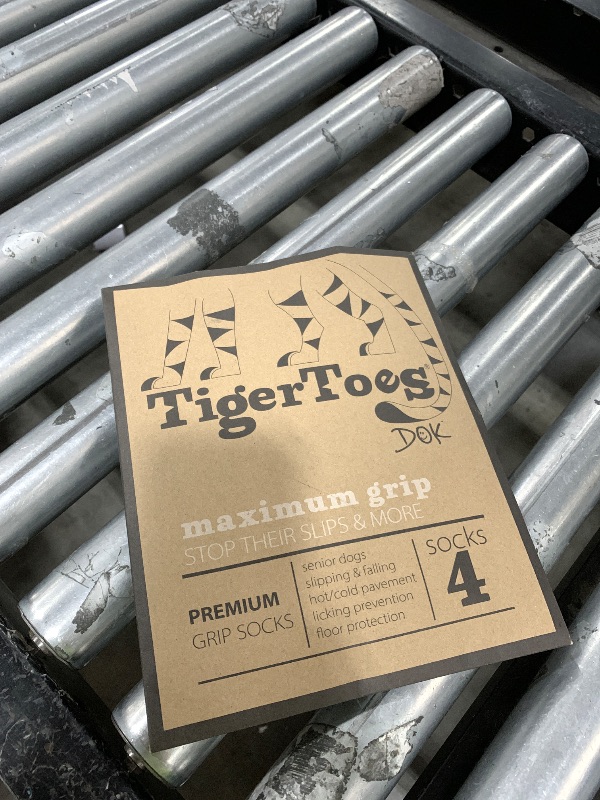 TigerToes®
DOK
maximum grip
STOP THEIR SLIPS & MORE
PREMIUM
GRIP SOCKS
senior dogs
slipping & falling
hot/cold pavement
licking prevention
floor protection
socks
4